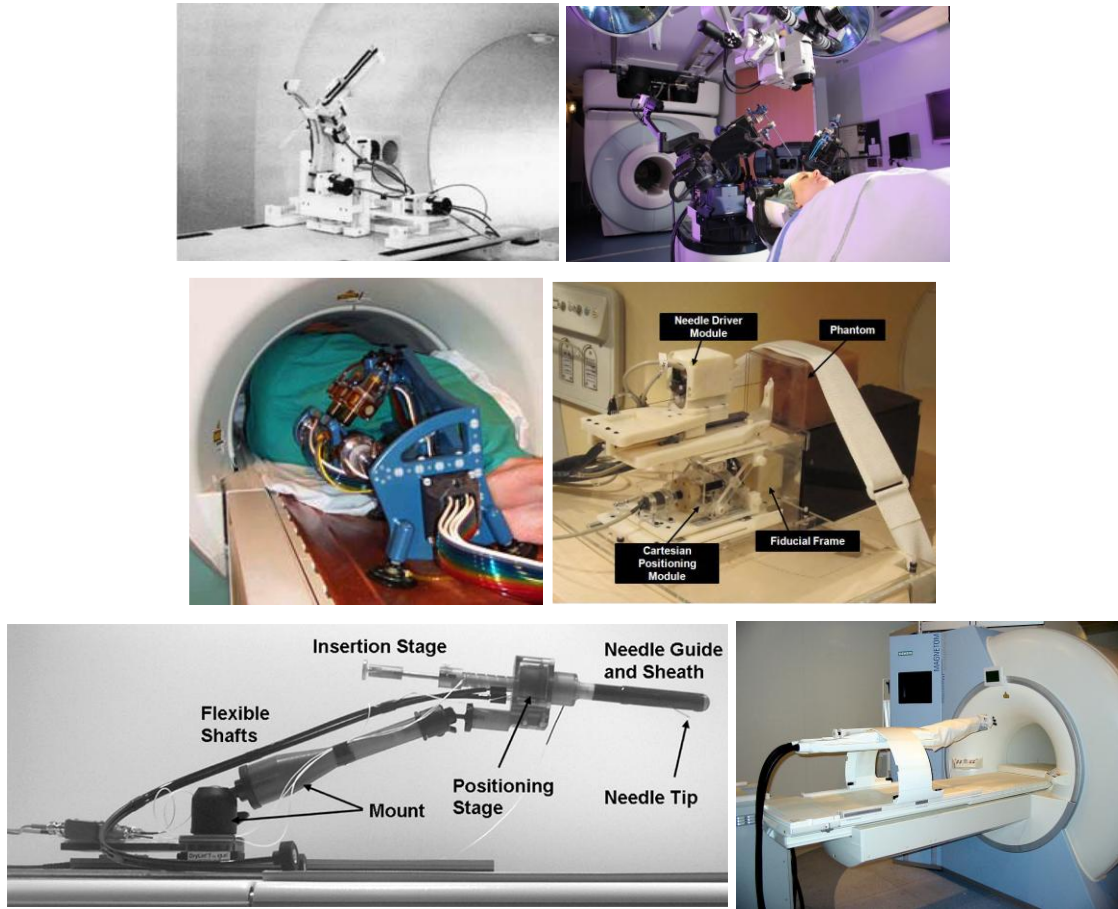 Needle Driver
Module
Phantom
Cartesian
Positioning
Module
Fiducial Frame
Insertion Stage
Needle Guide
and Sheath
Flexible
Shafts
Positioning
Stage
Mount
Needle Tip
SIEMENS
MAGNETOM